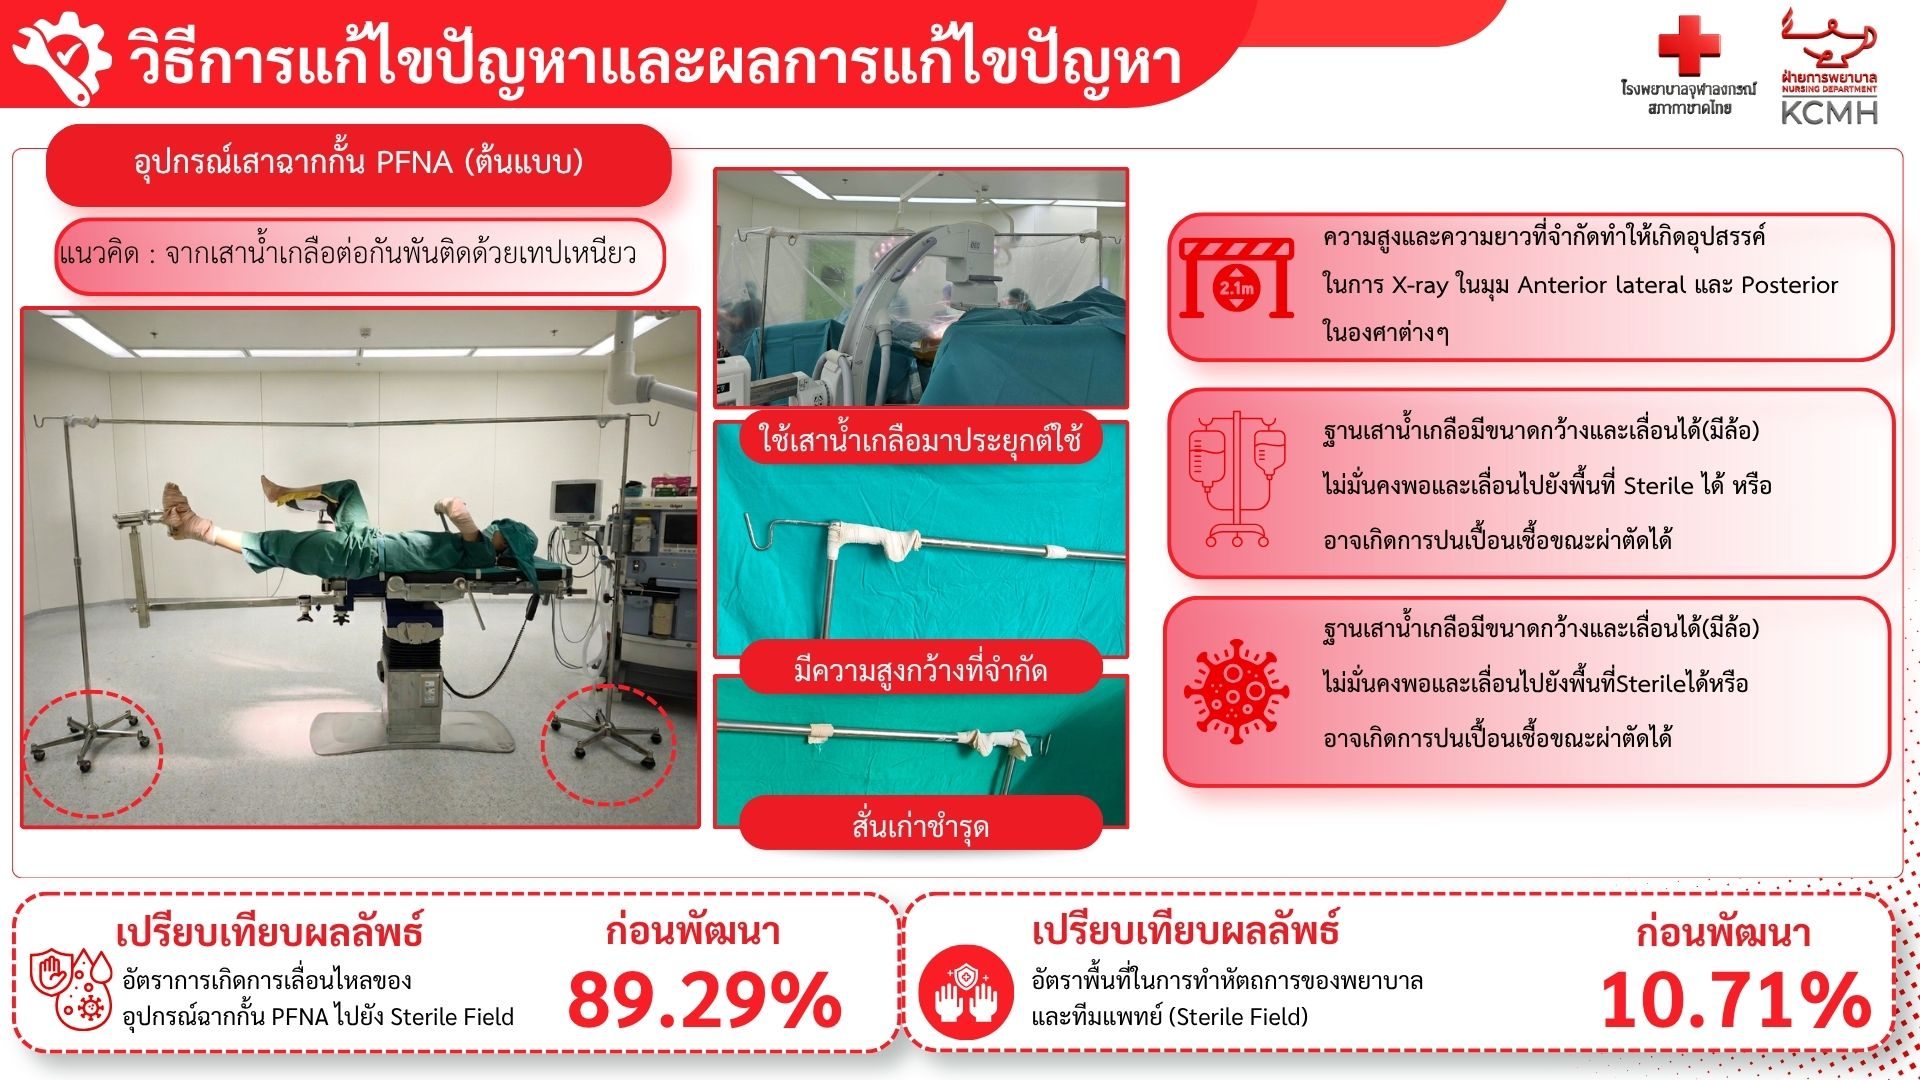 วิธีการแก้ไขปัญหาและผลการแก้ไขปัญหา
โรงพยาบาลจุฬาลงกรณ์
สภากาชาดไทย
ฝ่ายการพยาบาล
NURSING DEPARTMENT
KCMH
อุปกรณ์เสาฉากกั้น PFNA (ต้นแบบ)
แนวคิด : จากเสาน้ำเกลือต่อกันพันติดด้วยเทปเหนียว
ใช้เสาน้ำเกลือมาประยุกต์ใช้
มีความสูงกว้างที่จำกัด
สั่นเก่าชำรุด
2.1m
ความสูงและความยาวที่จำกัดทำให้เกิดอุปสรรค์
ในการ X-ray ในมุม Anterior lateral และ Posterior
ในองศาต่างๆ
ฐานเสาน้ำเกลือมีขนาดกว้างและเลื่อนได้(มีล้อ)
ไม่มั่นคงพอและเลื่อนไปยังพื้นที่ Sterile ได้ หรือ
อาจเกิดการปนเปื้อนเชื้อขณะผ่าตัดได้
ฐานเสาน้ำเกลือมีขนาดกว้างและเลื่อนได้(มีล้อ)
ไม่มั่นคงพอและเลื่อนไปยังพื้นที่Sterileได้หรือ
อาจเกิดการปนเปื้อนเชื้อขณะผ่าตัดได้
เปรียบเทียบผลลัพธ์
อัตราการเกิดการเลื่อนไหลของ
อุปกรณ์ฉากกั้น PFNA ไปยัง Sterile Field
ก่อนพัฒนา
89.29%
เปรียบเทียบผลลัพธ์
อัตราพื้นที่ในการทำหัตถการของพยาบาล
และทีมแพทย์ (Sterile Field)
ก่อนพัฒนา
10.71%